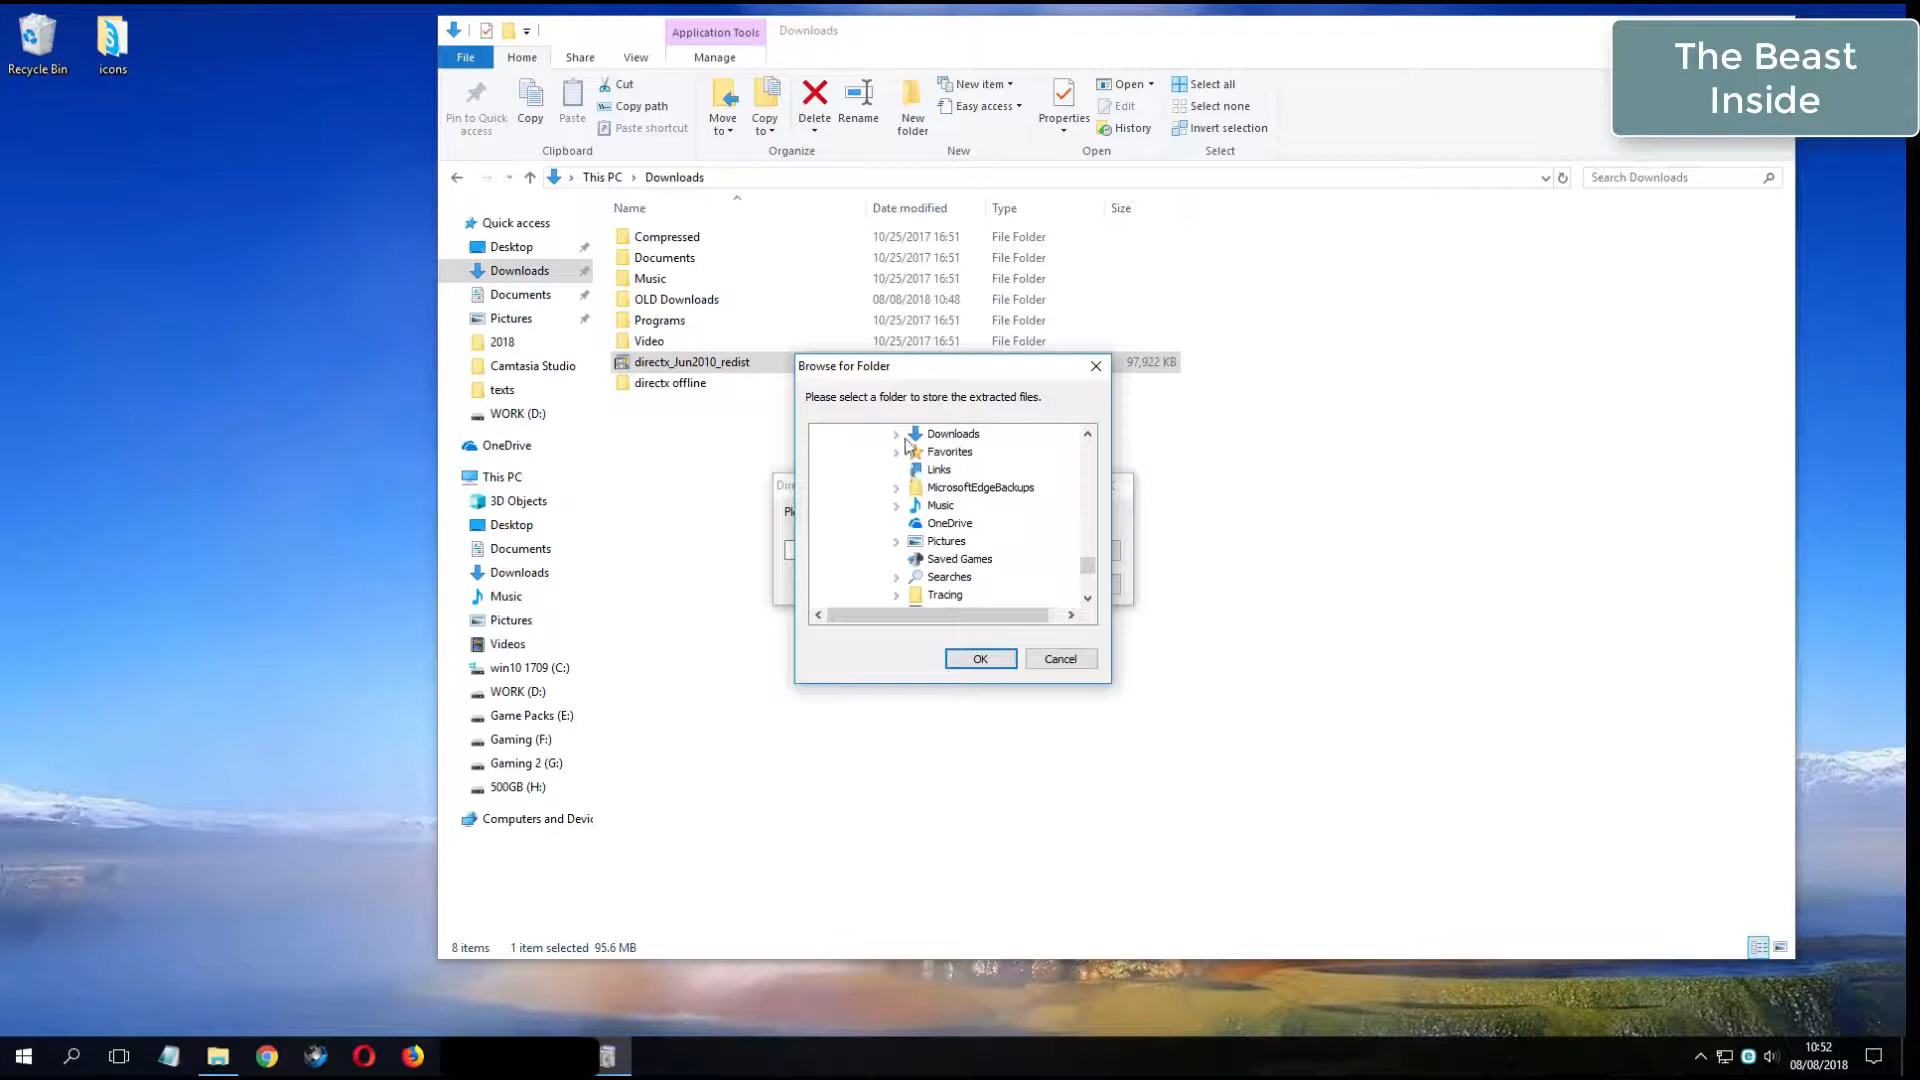 Recycle Bin
icons
Application Tools
Downloads
File
Home
Share
View
Manage
The Beast
Inside
Pin to Quick
access
Copy
Paste
Cut
Copy path
Paste shortcut
Clipboard
Move
to
Copy
to
Delete
Rename
Organize
New
folder
New item
Easy access
New
Properties
Open
Edit
History
Open
Select all
Select none
Invert selection
Select
This PC
Downloads
Search Downloads
Quick access
Desktop
Downloads
Documents
Pictures
2018
Camtasia Studio
texts
WORK (D:)
OneDrive
This PC
3D Objects
Desktop
Documents
Downloads
Music
Pictures
Videos
win10 1709 (C:)
WORK (D:)
Game Packs (E:)
Gaming (F:)
Gaming 2 (G:)
500GB (H:)
Computers and Devic
Name Date modified Type Size
Compressed 10/25/2017 16:51 File Folder
Documents 10/25/2017 16:51 File Folder
Music 10/25/2017 16:51 File Folder
OLD Downloads 08/08/2018 10:48 File Folder
Programs 10/25/2017 16:51 File Folder
Video 10/25/2017 16:51 File Folder
directx_Jun2010_redist 97,922 KB
directx offline
Browse for Folder
Please select a folder to store the extracted files.
Downloads
Favorites
Links
MicrosoftEdgeBackups
Music
OneDrive
Pictures
Saved Games
Searches
Tracing
OK
Cancel
8 items 1 item selected 95.6 MB
10:52
08/08/2018